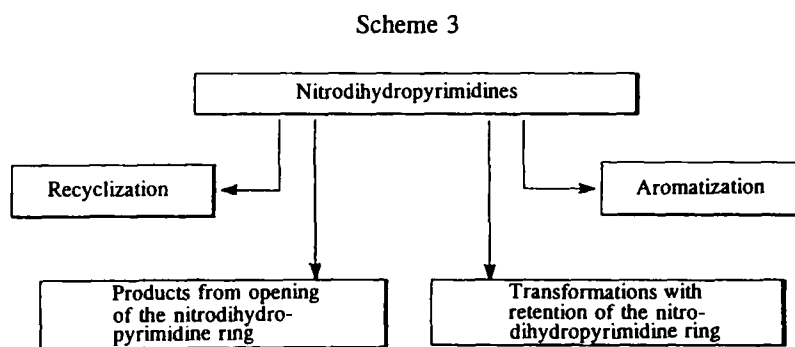 Scheme 3
Nitrodihydropyrimidines
Recyclization
Aromatization
Products from opening
of the nitrodihydro-
pyrimidine ring
Transformations with
retention of the nitro-
dihydropyrimidine ring